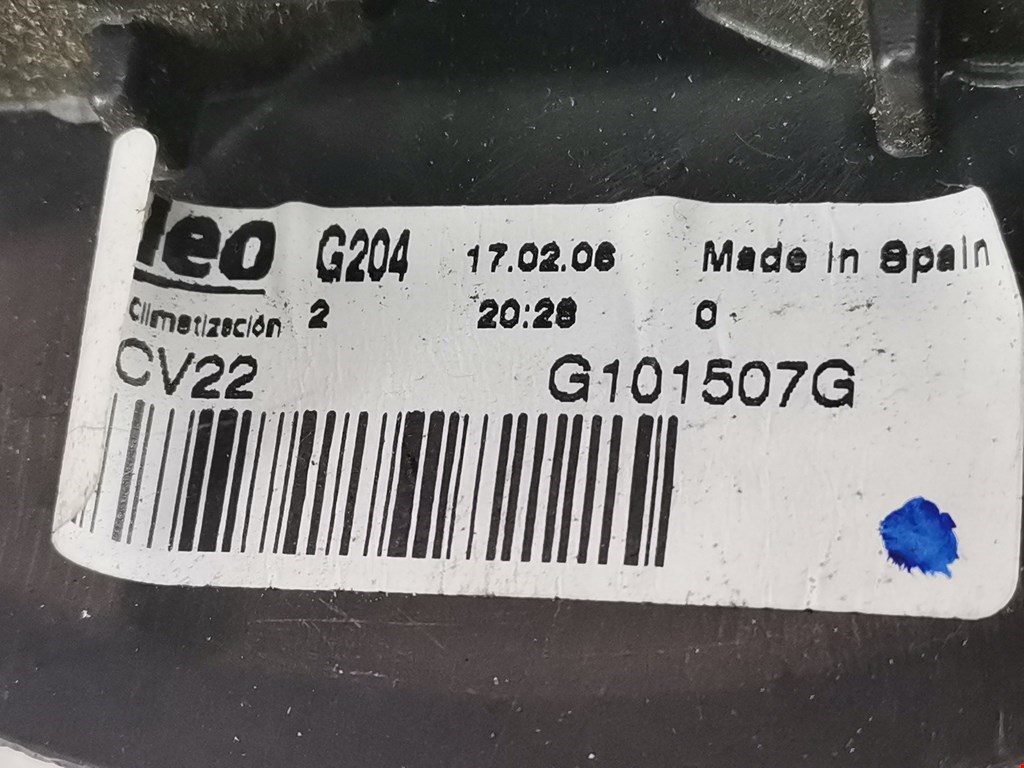 leo G204 17.02.06 Made in Spain
Climatización 2 20:28 0
CV22 G101507G